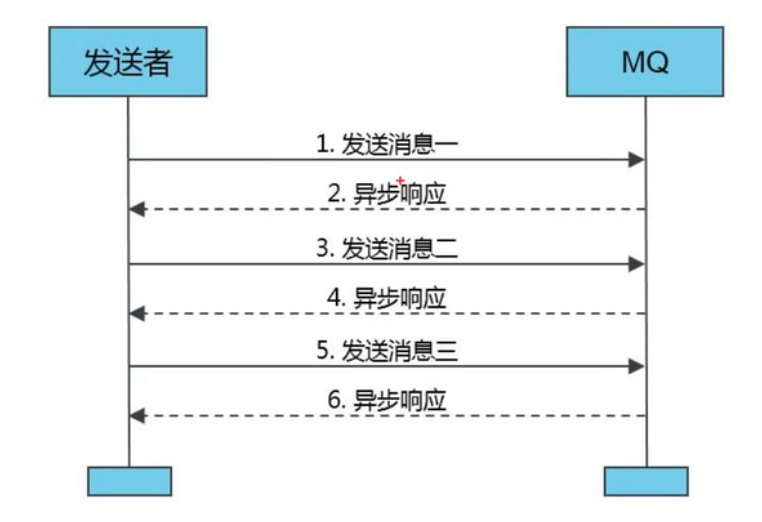 发送者
MQ
1. 发送消息一
2. 异步响应
3. 发送消息二
4. 异步响应
5. 发送消息三
6. 异步响应